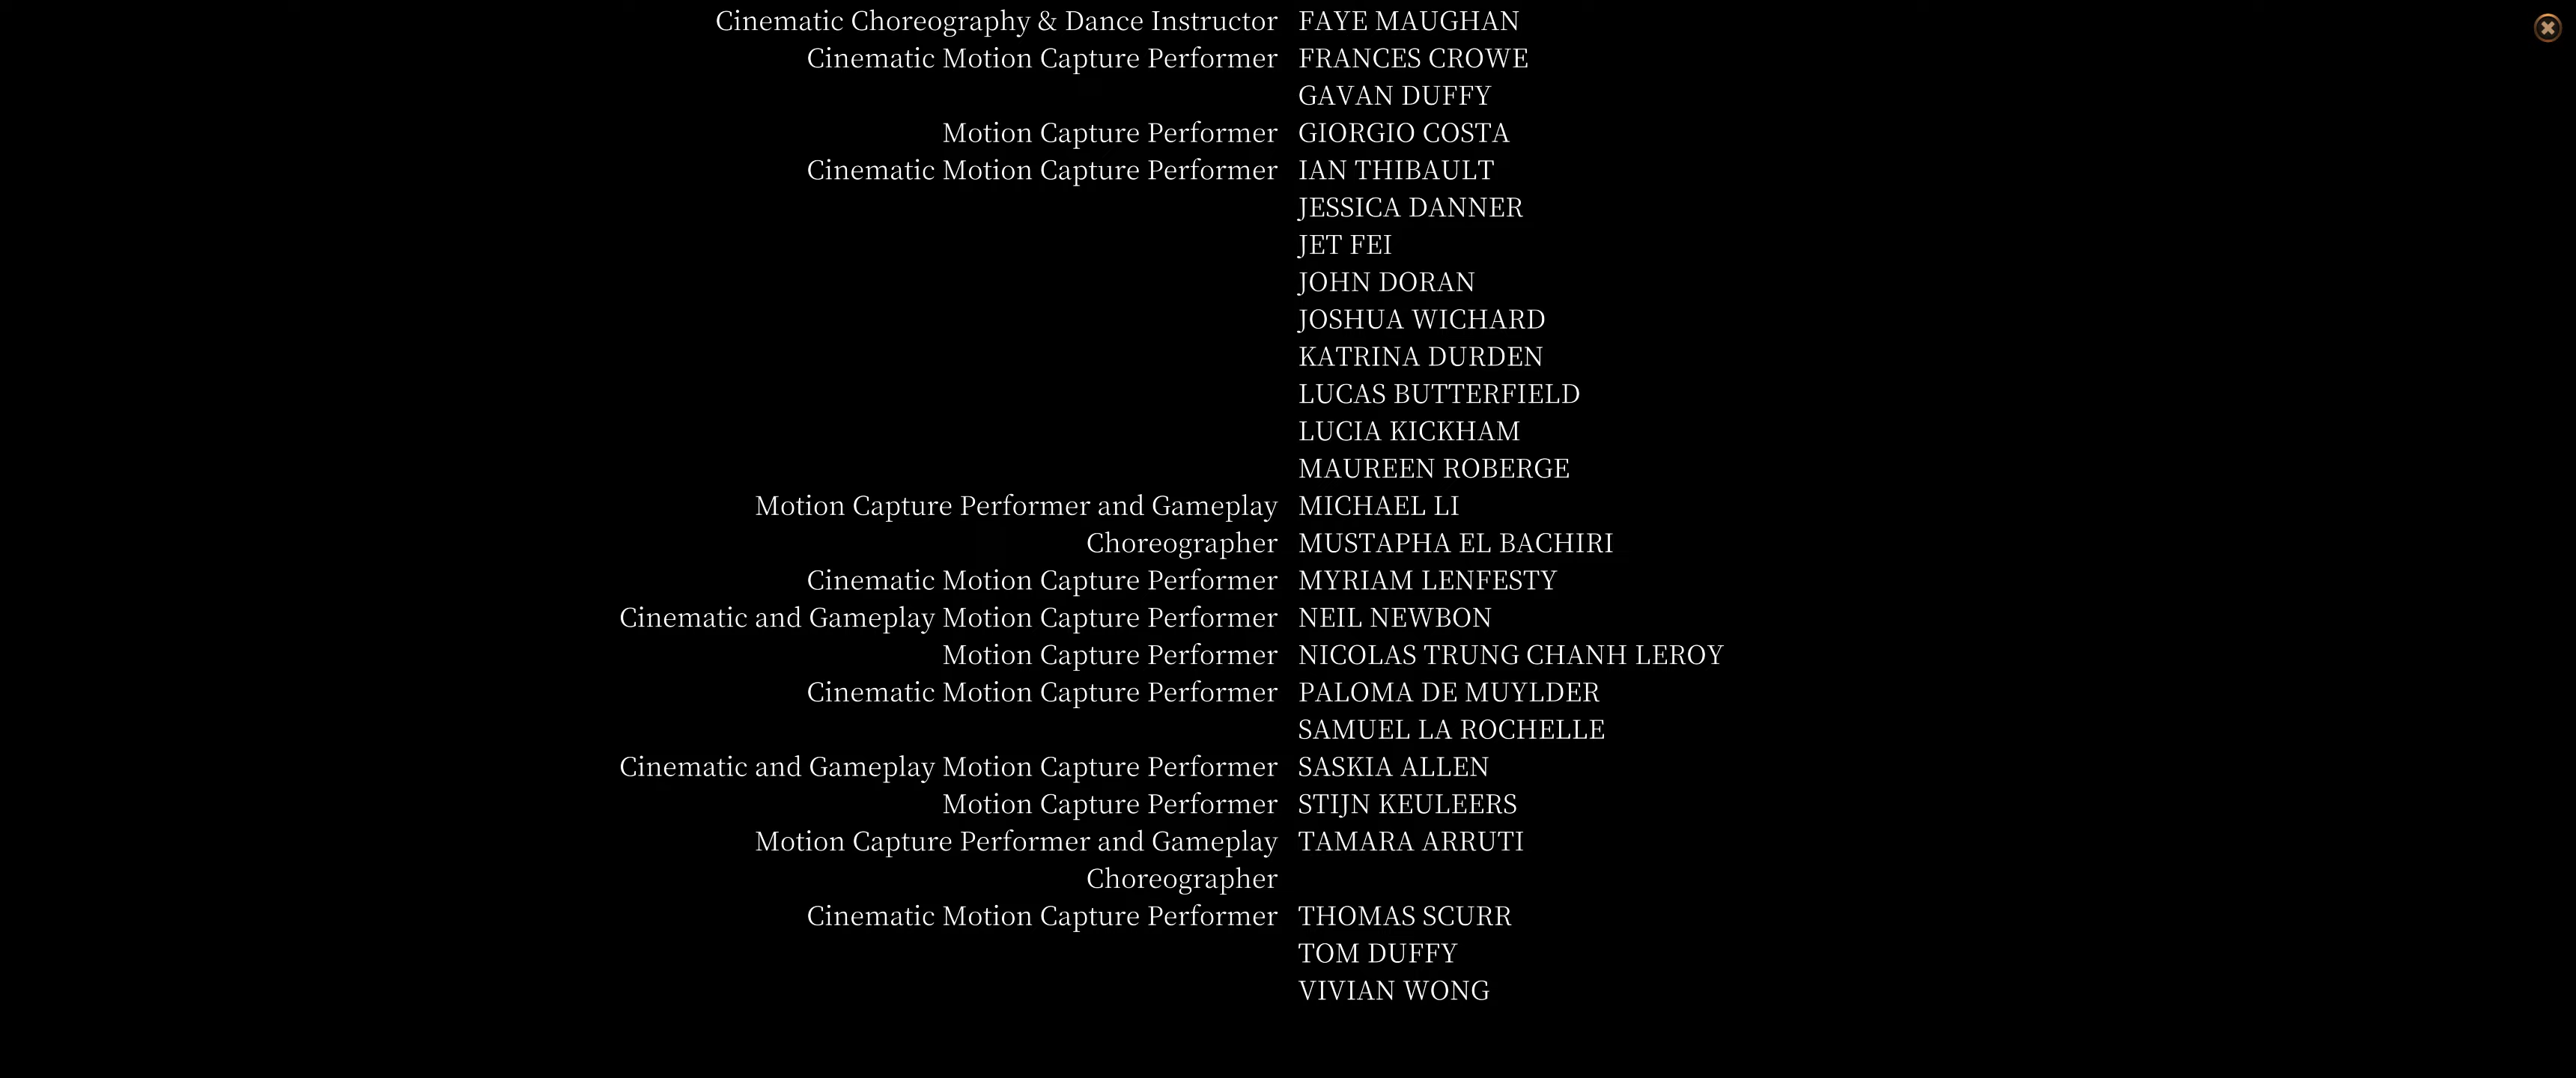 Cinematic Choreography & Dance Instructor FAYE MAUGHAN
Cinematic Motion Capture Performer FRANCES CROWE
GAVAN DUFFY
Motion Capture Performer GIORGIO COSTA
Cinematic Motion Capture Performer IAN THIBAULT
JESSICA DANNER
JET FEI
JOHN DORAN
JOSHUA WICHARD
KATRINA DURDEN
LUCAS BUTTERFIELD
LUCIA KICKHAM
MAUREEN ROBERGE
Motion Capture Performer and Gameplay MICHAEL LI
Choreographer MUSTAPHA EL BACHIRI
Cinematic Motion Capture Performer MYRIAM LENFESTY
Cinematic and Gameplay Motion Capture Performer NEIL NEWBON
Motion Capture Performer NICOLAS TRUNG CHANH LEROY
Cinematic Motion Capture Performer PALOMA DE MUYLDER
SAMUEL LA ROCHELLE
Cinematic and Gameplay Motion Capture Performer SASKIA ALLEN
Motion Capture Performer STIJN KEULEERS
Motion Capture Performer and Gameplay TAMARA ARRUTI
Choreographer
Cinematic Motion Capture Performer THOMAS SCURR
TOM DUFFY
VIVIAN WONG